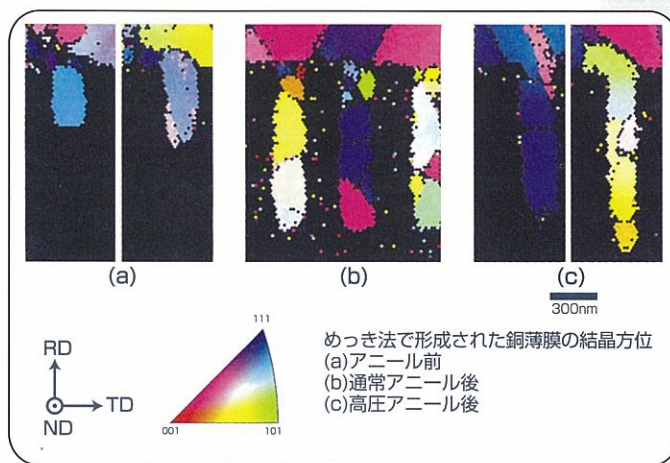 (a)
(b)
(c)
300nm
RD
TD
ND
111
001
101
めっき法で形成された銅薄膜の結晶方位
(a)アニール前
(b)通常アニール後
(c)高圧アニール後